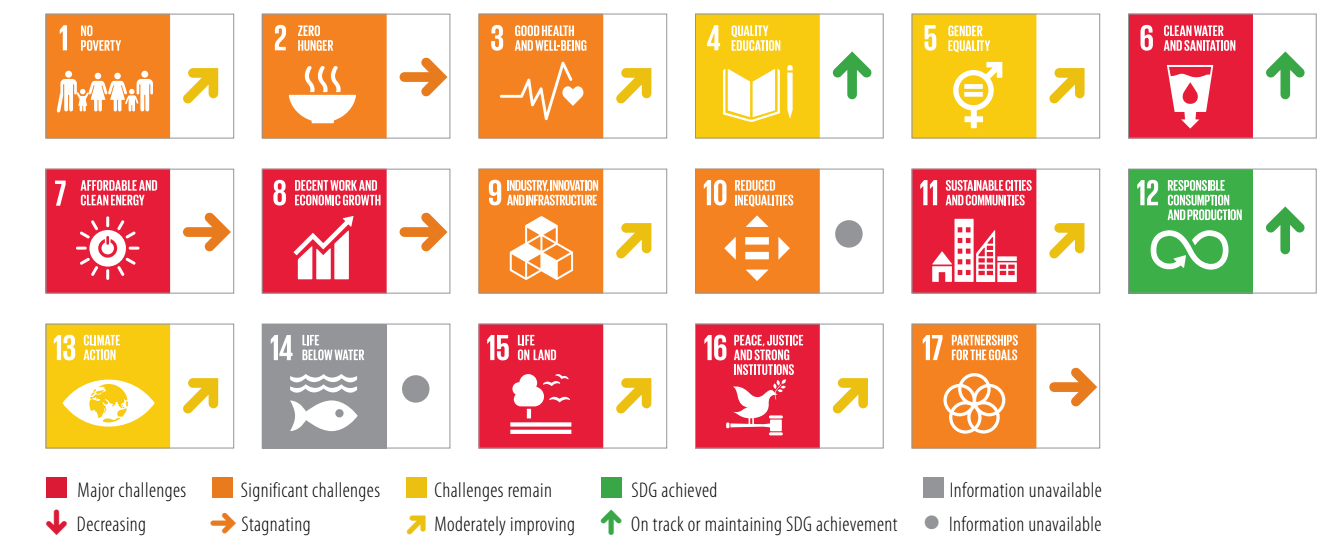 1 NO
POVERTY
2 ZERO
HUNGER
3 GOOD HEALTH
AND WELL-BEING
4 QUALITY
EDUCATION
5 GENDER
EQUALITY
6 CLEAN WATER
AND SANITATION
7 AFFORDABLE AND
CLEAN ENERGY
8 DECENT WORK AND
ECONOMIC GROWTH
9 INDUSTRY, INNOVATION
AND INFRASTRUCTURE
10 REDUCED
INEQUALITIES
11 SUSTAINABLE CITIES
AND COMMUNITIES
12 RESPONSIBLE
CONSUMPTION
AND PRODUCTION
13 CLIMATE
ACTION
14 LIFE
BELOW WATER
15 LIFE
ON LAND
16 PEACE, JUSTICE
AND STRONG
INSTITUTIONS
17 PARTNERSHIPS
FOR THE GOALS
Major challenges Significant challenges Challenges remain SDG achieved Information unavailable
Decreasing Stagnating Moderately improving On track or maintaining SDG achievement Information unavailable